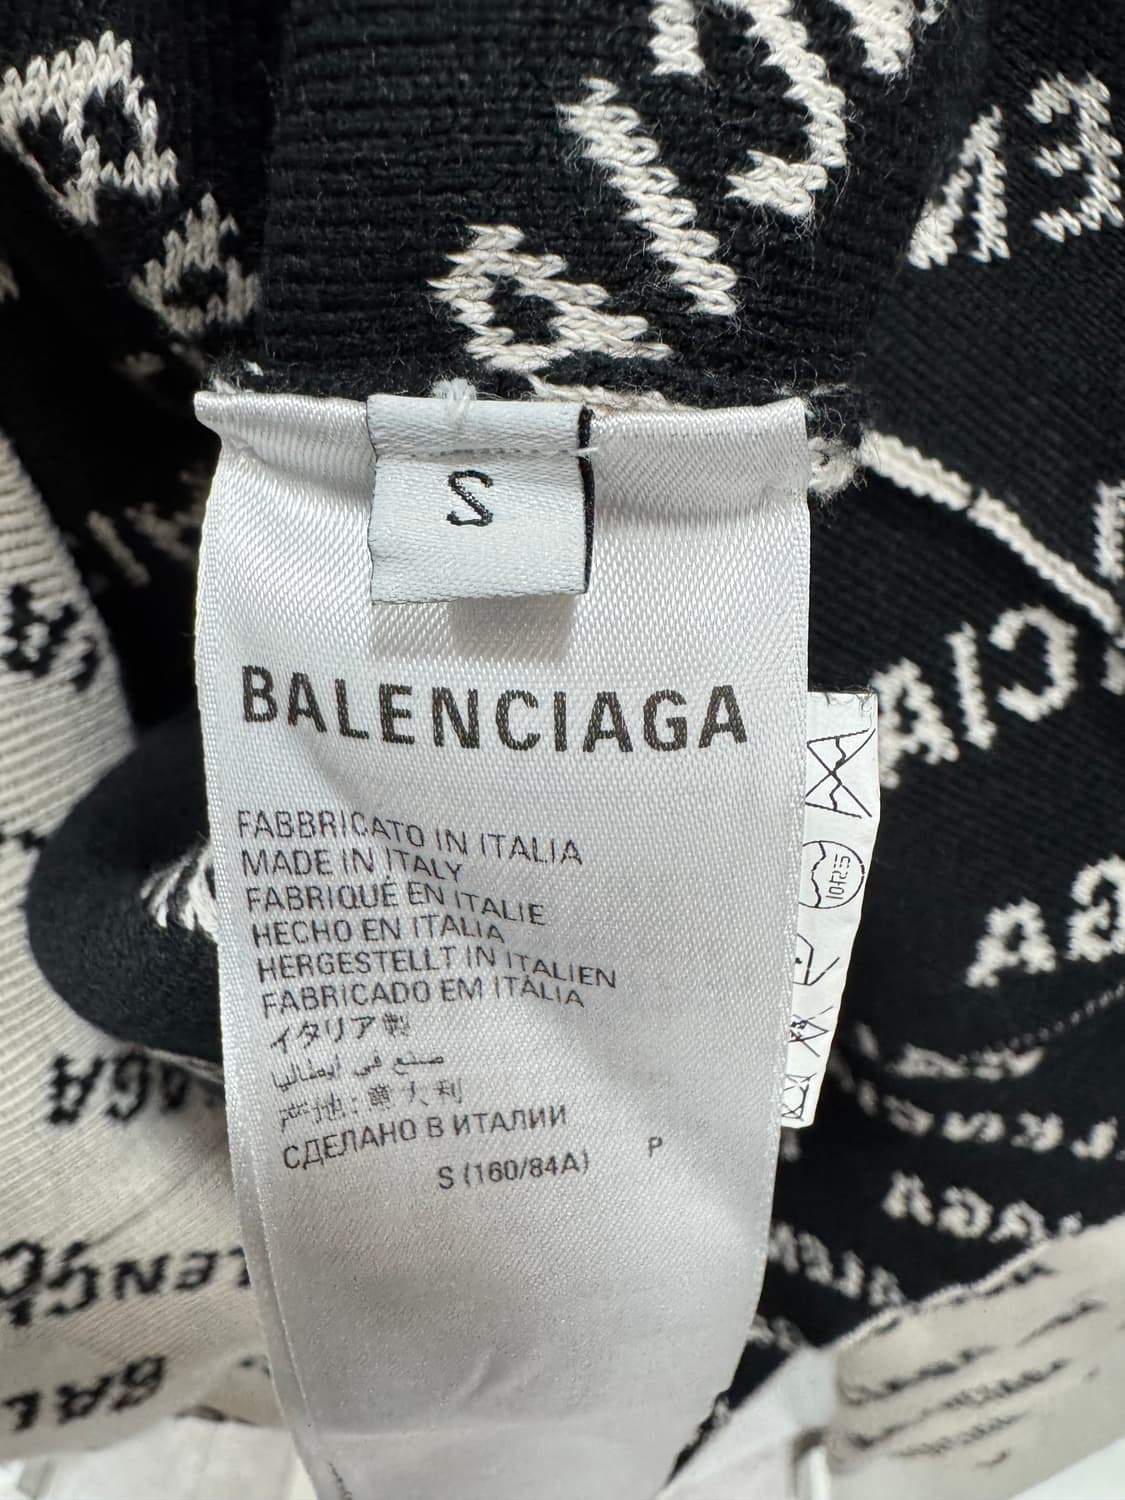 S
BALENCIAGA
FABBRICATO IN ITALIA
MADE IN ITALY
FABRIQUÉ EN ITALIE
HECHO EN ITALIA
HERGESTELLT IN ITALIEN
FABRICADO EM ITÁLIA
イタリア製
صنع في ايطاليا
产地: 意大利
СДЕЛАНО В ИТАЛИИ
S (160/84A)
P